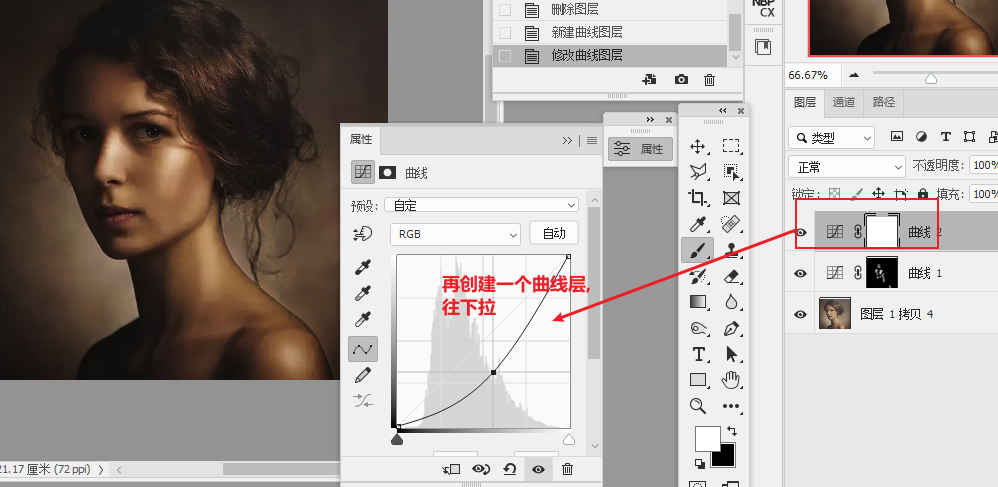 删除图层
新建曲线图层
修改曲线图层
NBP
CX
66.67%
图层 通道 路径
类型
正常
不透明度: 100%
锁定: 填充: 100%
曲线 2
曲线 1
图层 1 拷贝 4
属性
属性
曲线
预设: 自定
RGB
自动
再创建一个曲线层,
往下拉
21.17 厘米 (72 ppi)